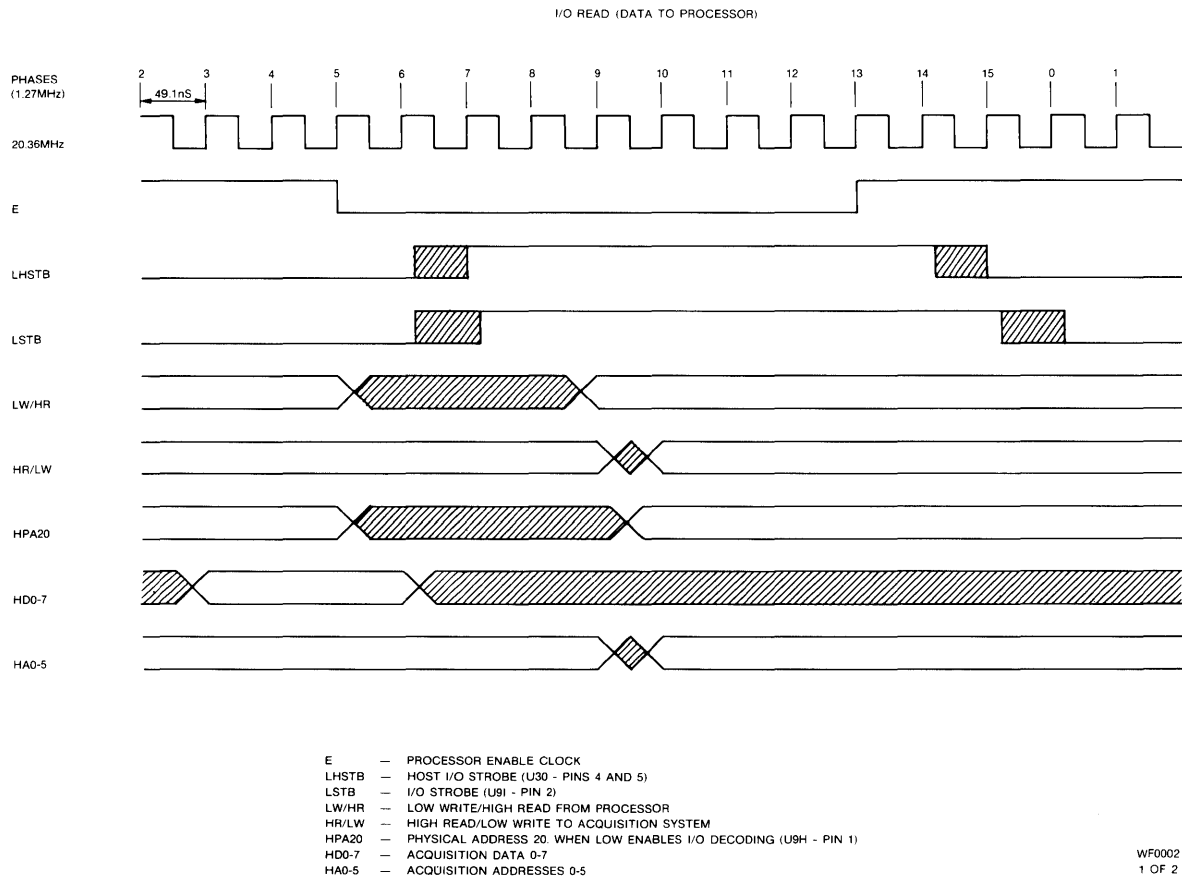 I/O READ (DATA TO PROCESSOR)
PHASES
(1.27MHz)
2 3 4 5 6 7 8 9 10 11 12 13 14 15 0 1
49.1nS
20.36MHz
E
LHSTB
LSTB
LW/HR
HR/LW
HPA20
HD0-7
HA0-5
E — PROCESSOR ENABLE CLOCK
LHSTB — HOST I/O STROBE (U30 - PINS 4 AND 5)
LSTB — I/O STROBE (U9I - PIN 2)
LW/HR — LOW WRITE/HIGH READ FROM PROCESSOR
HR/LW — HIGH READ/LOW WRITE TO ACQUISITION SYSTEM
HPA20 — PHYSICAL ADDRESS 20. WHEN LOW ENABLES I/O DECODING (U9H - PIN 1)
HD0-7 — ACQUISITION DATA 0-7
HA0-5 — ACQUISITION ADDRESSES 0-5
WF0002
1 OF 2